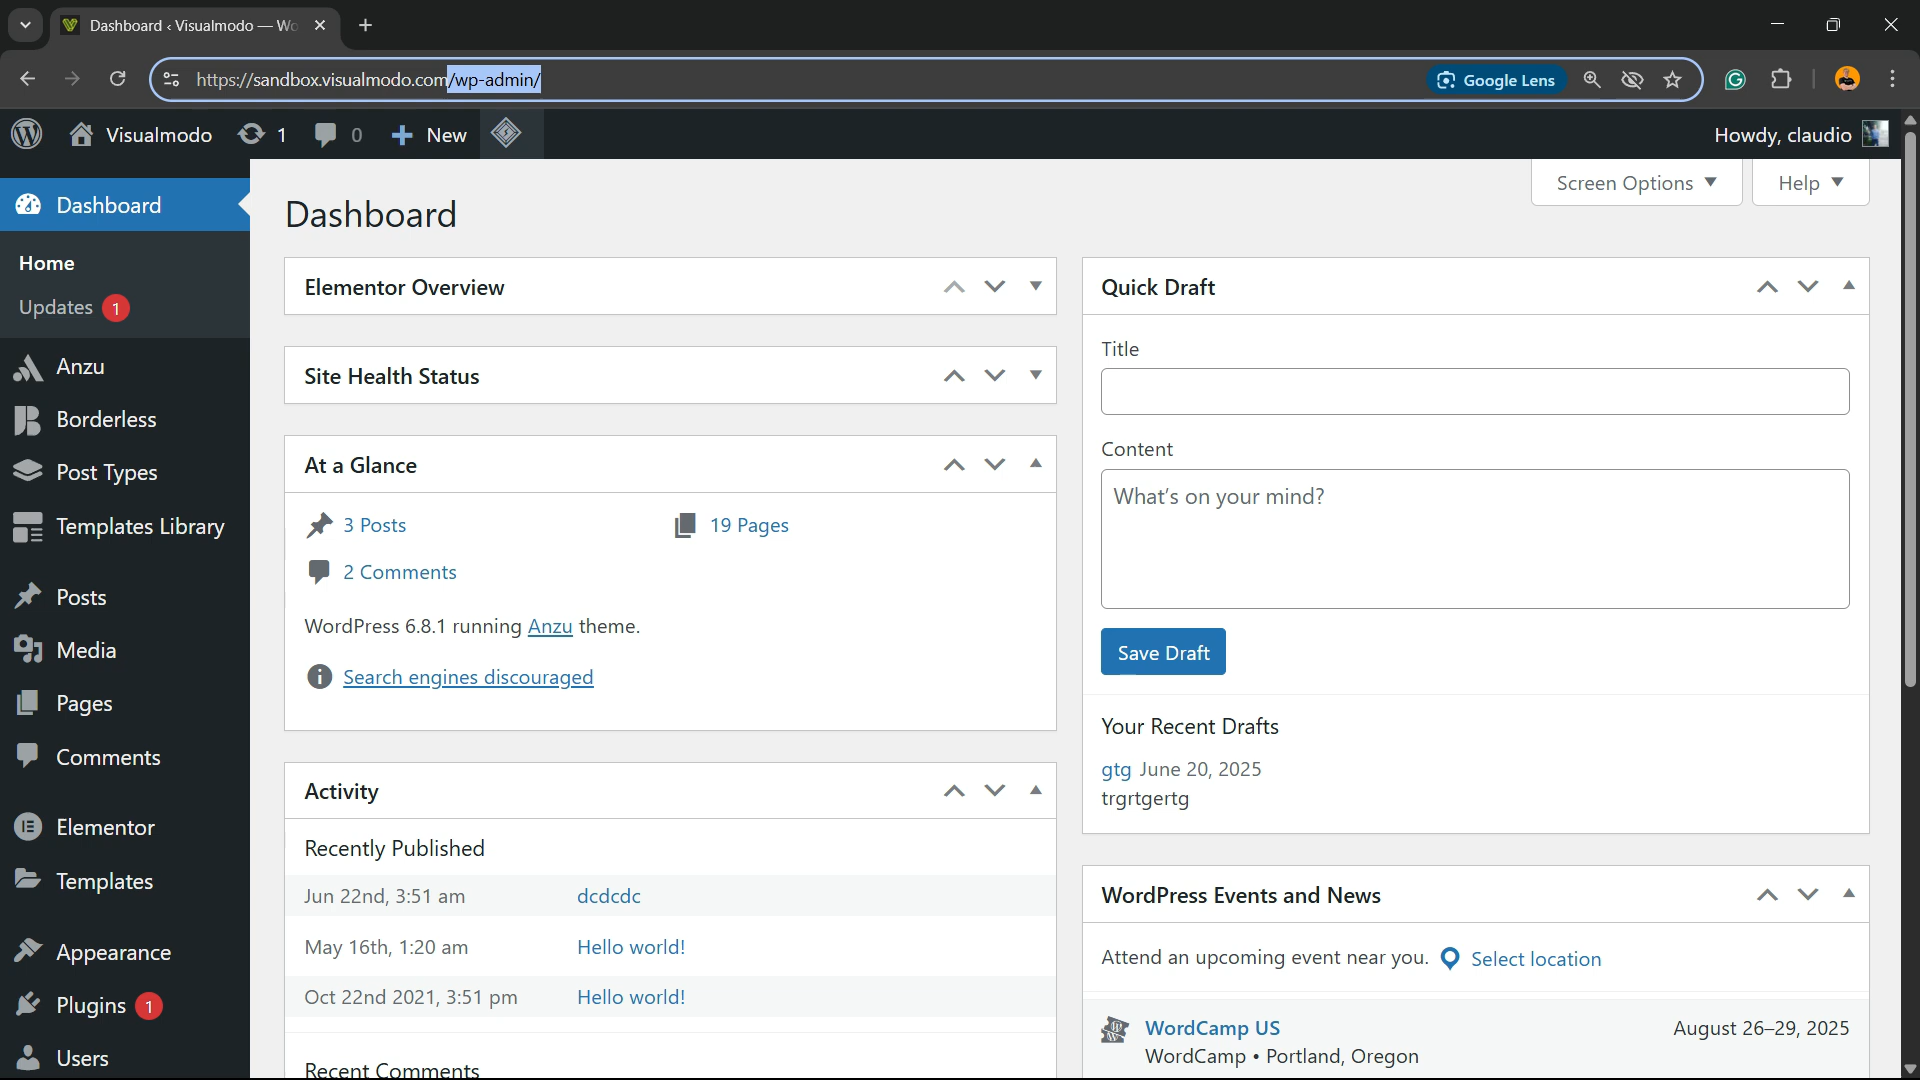 Dashboard ‹ Visualmodo — Wo
https://sandbox.visualmodo.com/wp-admin/
Google Lens
Visualmodo
1
0
New
Howdy, claudio
Dashboard
Home
Updates 1
Anzu
Borderless
Post Types
Templates Library
Posts
Media
Pages
Comments
Elementor
Templates
Appearance
Plugins 1
Users
Screen Options
Help
Dashboard
Elementor Overview
Site Health Status
At a Glance
3 Posts
19 Pages
2 Comments
WordPress 6.8.1 running Anzu theme.
Search engines discouraged
Activity
Recently Published
Jun 22nd, 3:51 am dcdcdc
May 16th, 1:20 am Hello world!
Oct 22nd 2021, 3:51 pm Hello world!
Recent Comments
Quick Draft
Title
Content
What's on your mind?
Save Draft
Your Recent Drafts
gtg June 20, 2025
trgrtgertg
WordPress Events and News
Attend an upcoming event near you. Select location
WordCamp US August 26–29, 2025
WordCamp • Portland, Oregon